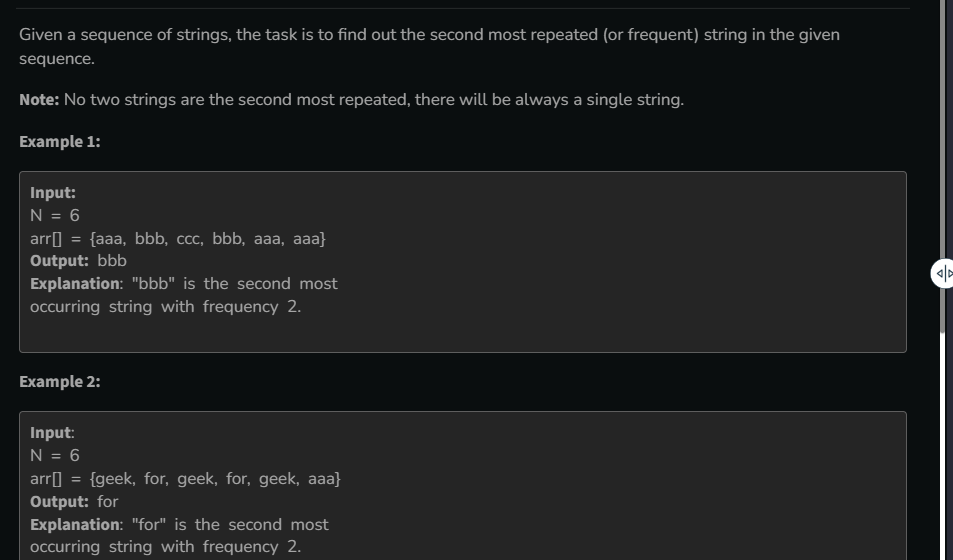 Given a sequence of strings, the task is to find out the second most repeated (or frequent) string in the given
sequence.
Note: No two strings are the second most repeated, there will be always a single string.
Example 1:
Input:
N = 6
arr[] = {aaa, bbb, ccc, bbb, aaa, aaa}
Output: bbb
Explanation: "bbb" is the second most
occurring string with frequency 2.
Example 2:
Input:
N = 6
arr[] = {geek, for, geek, for, geek, aaa}
Output: for
Explanation: "for" is the second most
occurring string with frequency 2.